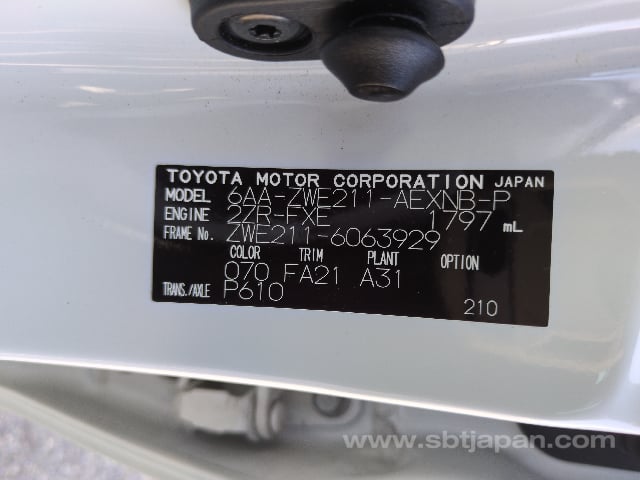 TOYOTA MOTOR CORPORATION JAPAN
MODEL 6AA-ZWE211-AEXNB-P
ENGINE 2ZR-FXE 1797 mL
FRAME No. ZWE211-6063929
COLOR TRIM PLANT OPTION
070 FA21 A31
TRANS./AXLE P610
210
www.sbtjapan.com